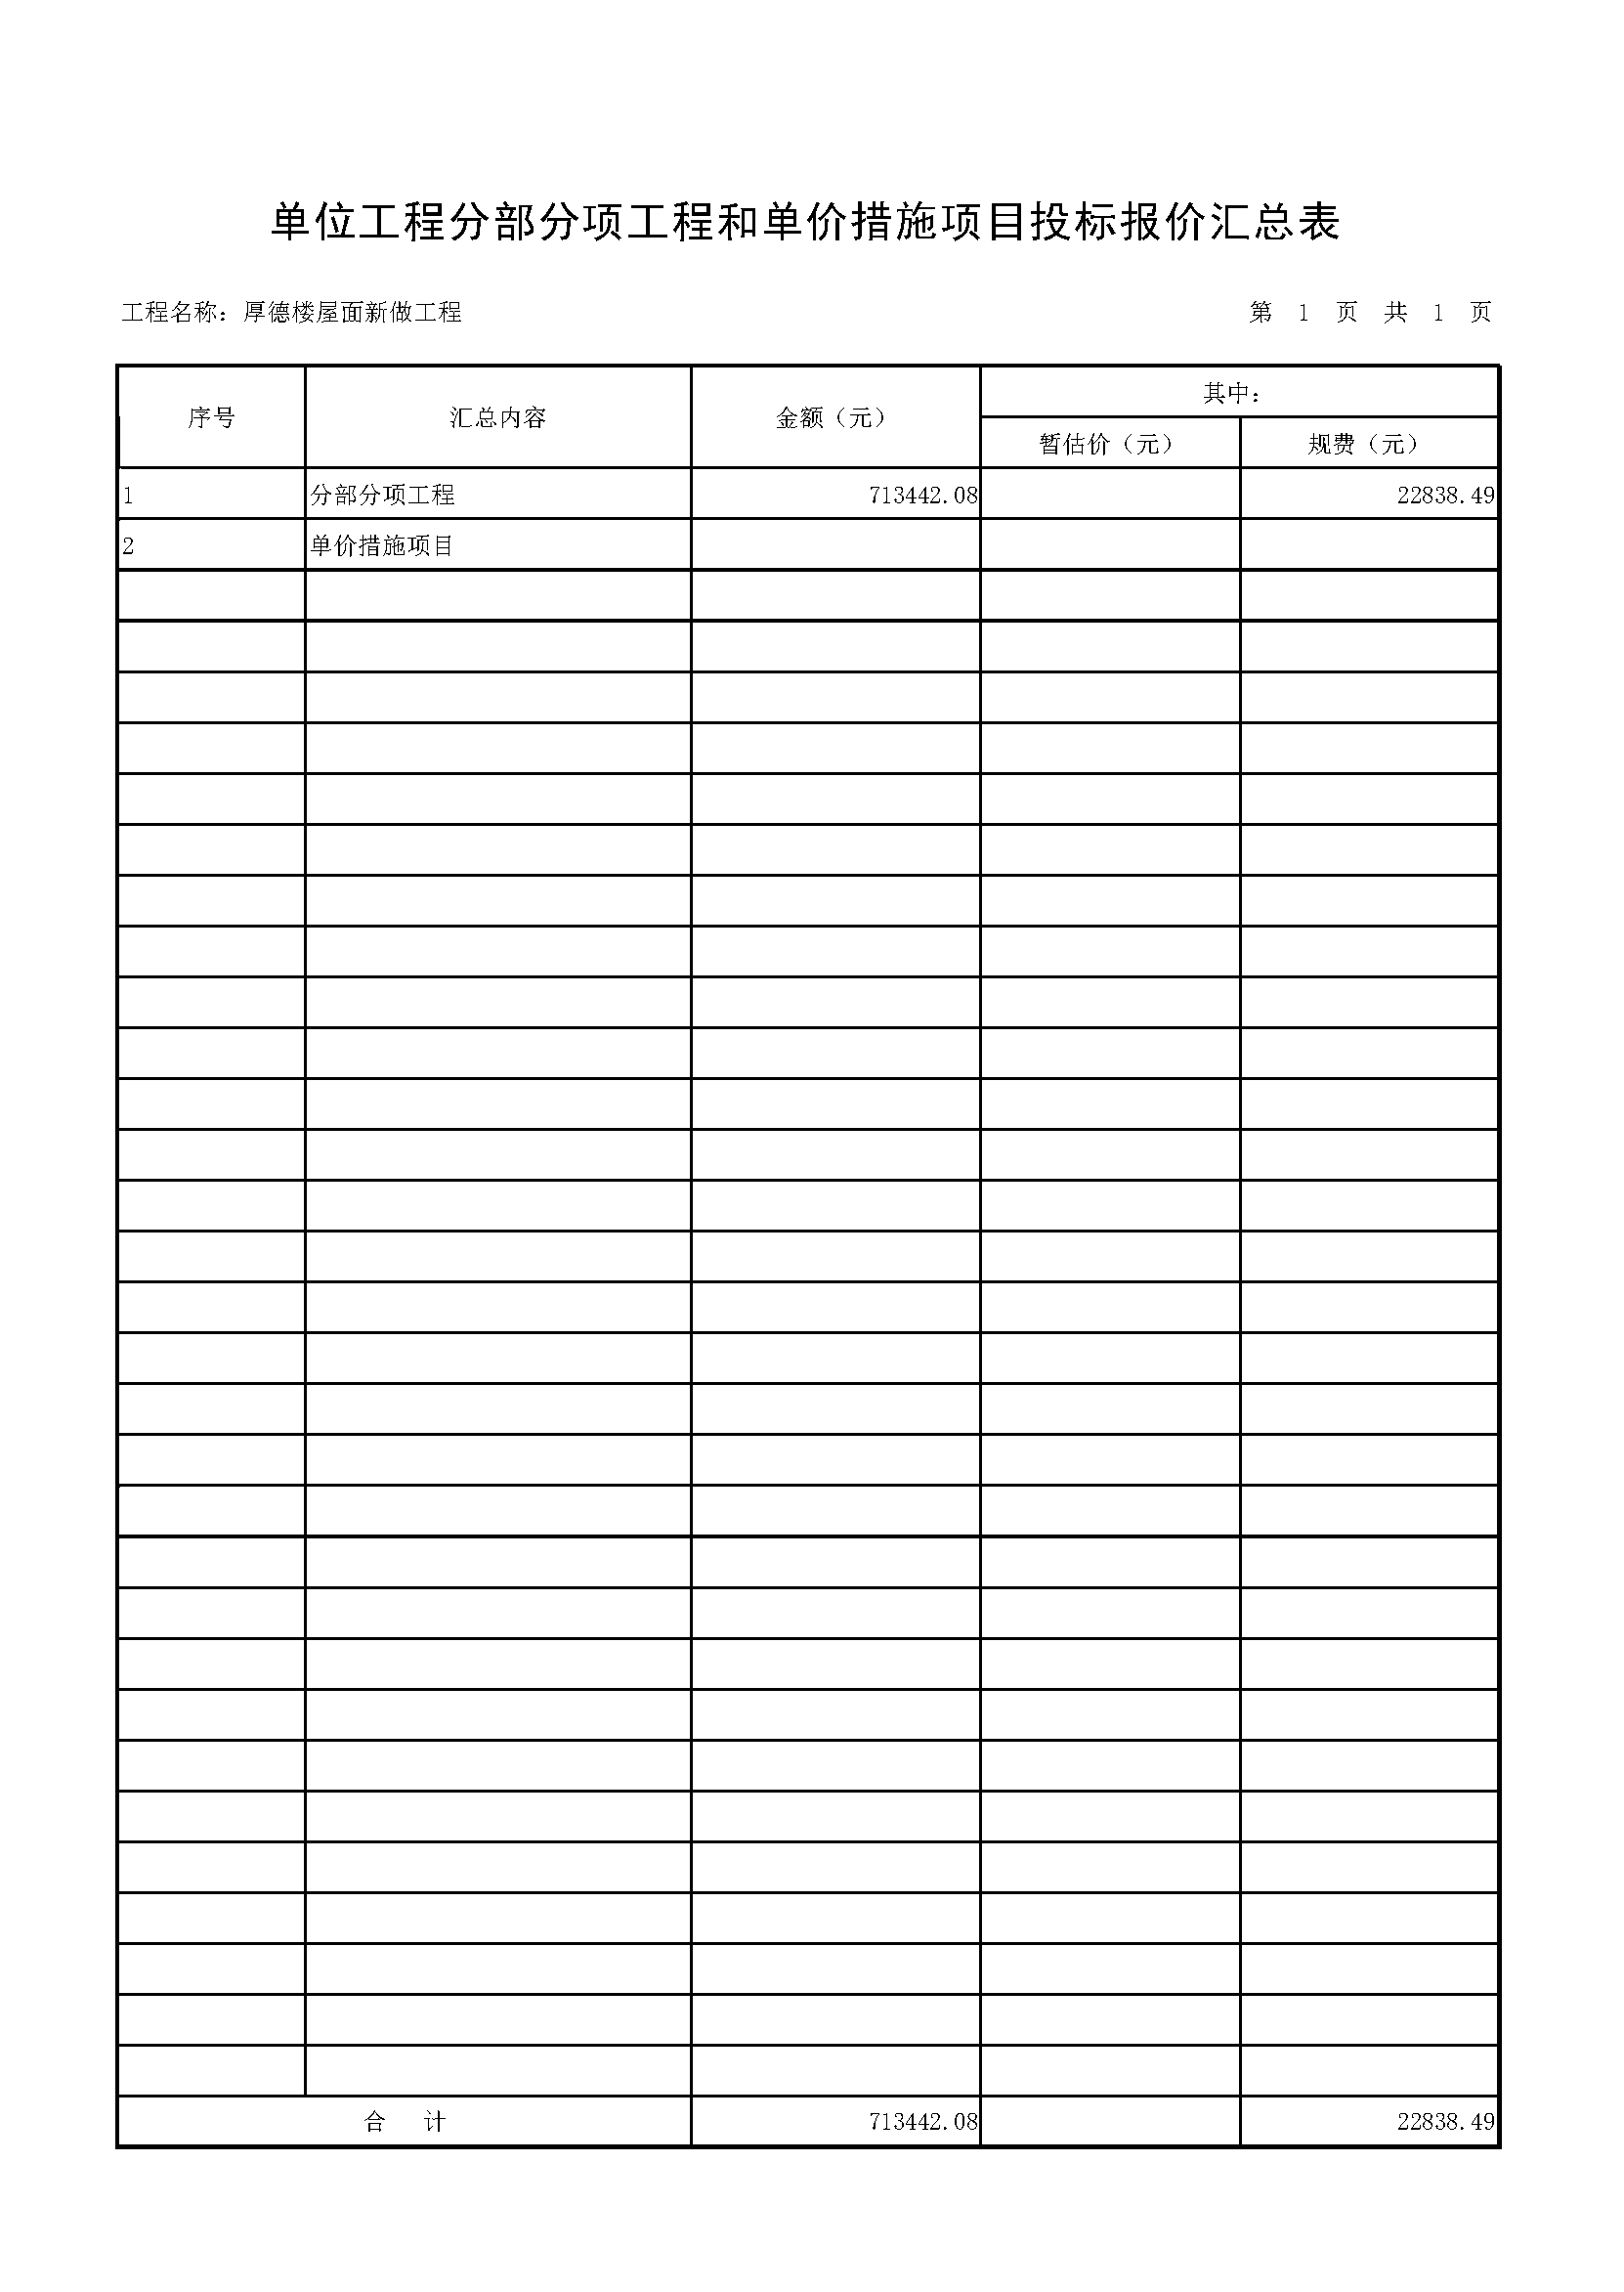 单位工程分部分项工程和单价措施项目投标报价汇总表
工程名称：厚德楼屋面新做工程 第 1 页 共 1 页
序号 汇总内容 金额（元） 其中：
暂估价（元） 规费（元）
1 分部分项工程 713442.08 22838.49
2 单价措施项目
合 计 713442.08 22838.49